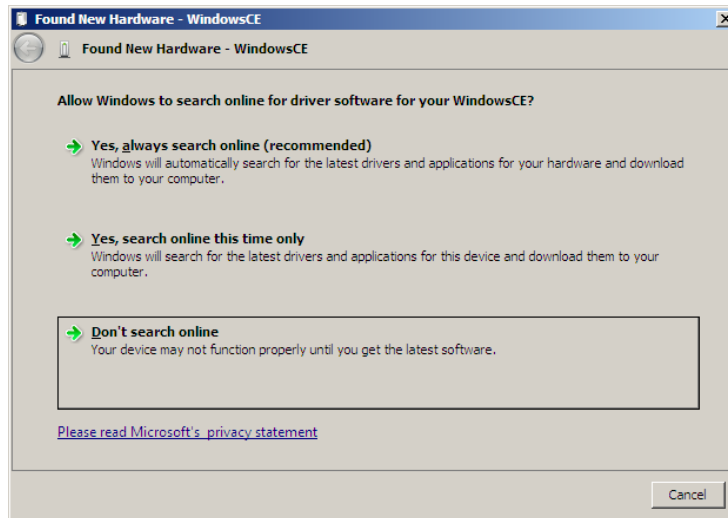 Found New Hardware - WindowsCE
Found New Hardware - WindowsCE
Allow Windows to search online for driver software for your WindowsCE?
Yes, always search online (recommended)
Windows will automatically search for the latest drivers and applications for your hardware and download
them to your computer.
Yes, search online this time only
Windows will search for the latest drivers and applications for this device and download them to your
computer.
Don't search online
Your device may not function properly until you get the latest software.
Please read Microsoft's privacy statement
Cancel